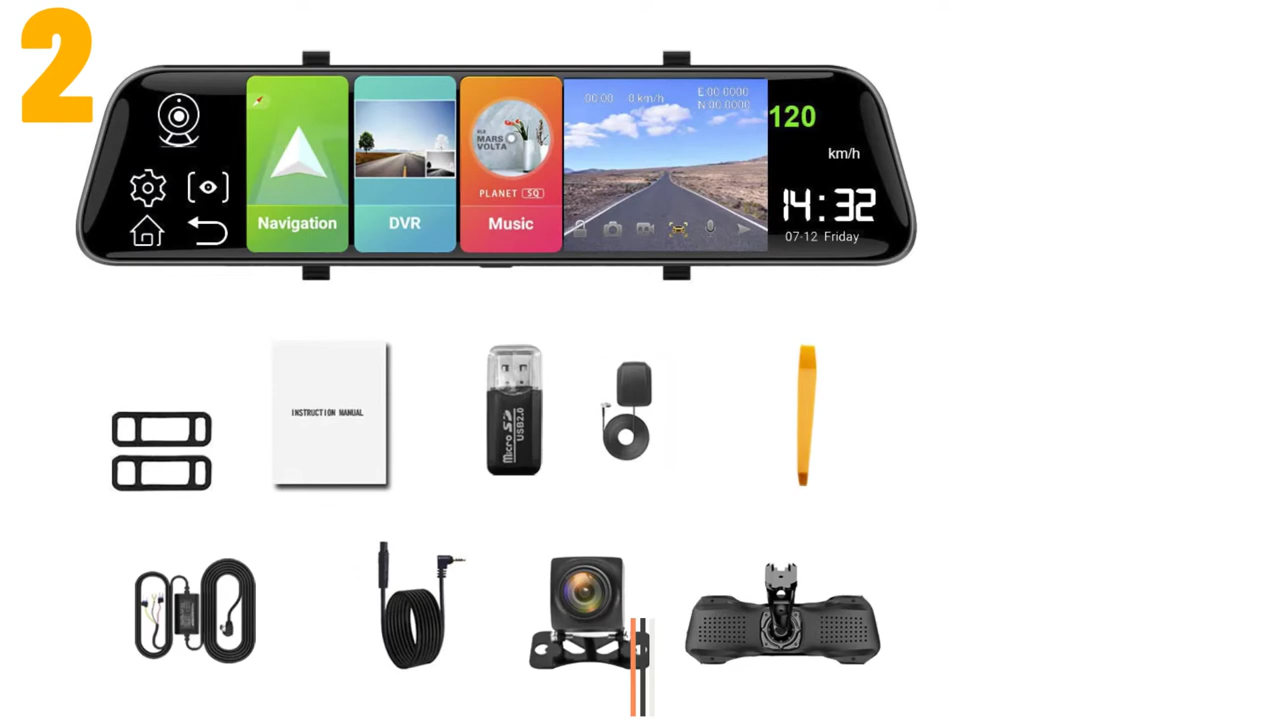 2
00:00 0 km/h E:00.0000
N:00.0000
120
km/h
MARS
VOLTA
PLANET SQ
14:32
Navigation DVR Music
07-12 Friday
INSTRUCTION MANUAL
Micro SD
USB2.0